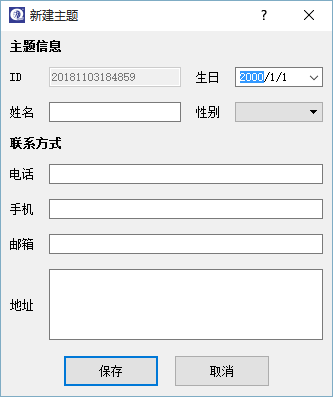 新建主题 ?
主题信息
ID 20181103184859 生日 2000/1/1
姓名 性别
联系方式
电话
手机
邮箱
地址
保存 取消